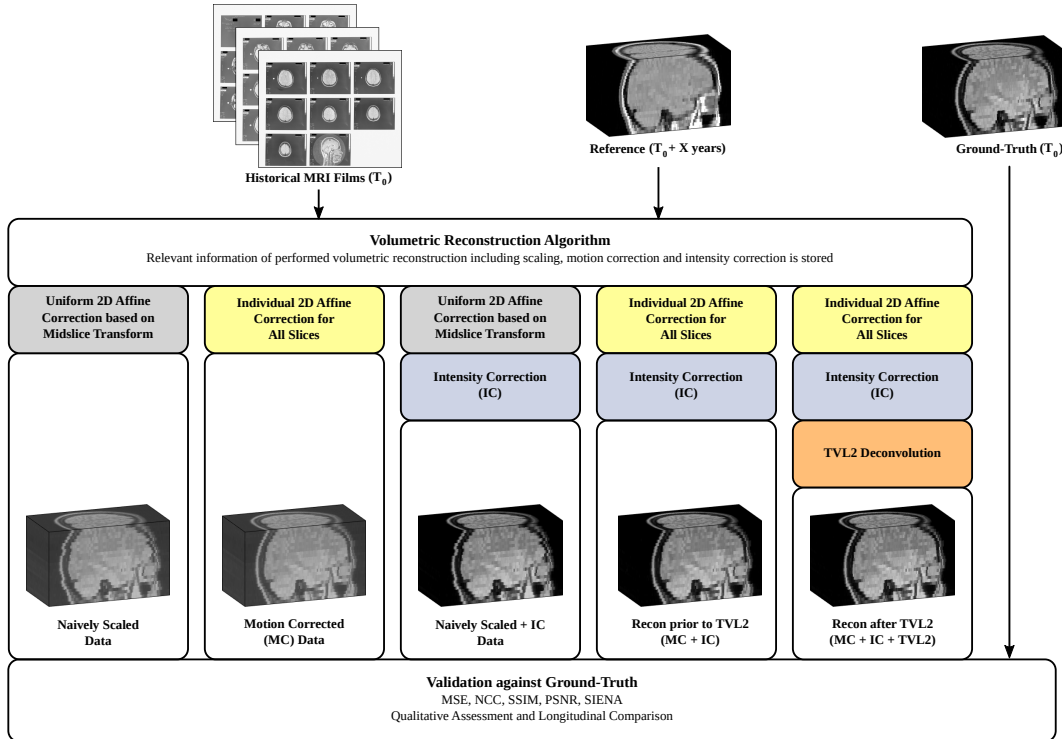 Historical MRI Films (T0)
Reference (T0 + X years)
Ground-Truth (T0)
Volumetric Reconstruction Algorithm
Relevant information of performed volumetric reconstruction including scaling, motion correction and intensity correction is stored
Uniform 2D Affine
Correction based on
Midslice Transform
Individual 2D Affine
Correction for
All Slices
Uniform 2D Affine
Correction based on
Midslice Transform
Individual 2D Affine
Correction for
All Slices
Individual 2D Affine
Correction for
All Slices
Intensity Correction
(IC)
Intensity Correction
(IC)
Intensity Correction
(IC)
TVL2 Deconvolution
Naively Scaled
Data
Motion Corrected
(MC) Data
Naively Scaled + IC
Data
Recon prior to TVL2
(MC + IC)
Recon after TVL2
(MC + IC + TVL2)
Validation against Ground-Truth
MSE, NCC, SSIM, PSNR, SIENA
Qualitative Assessment and Longitudinal Comparison